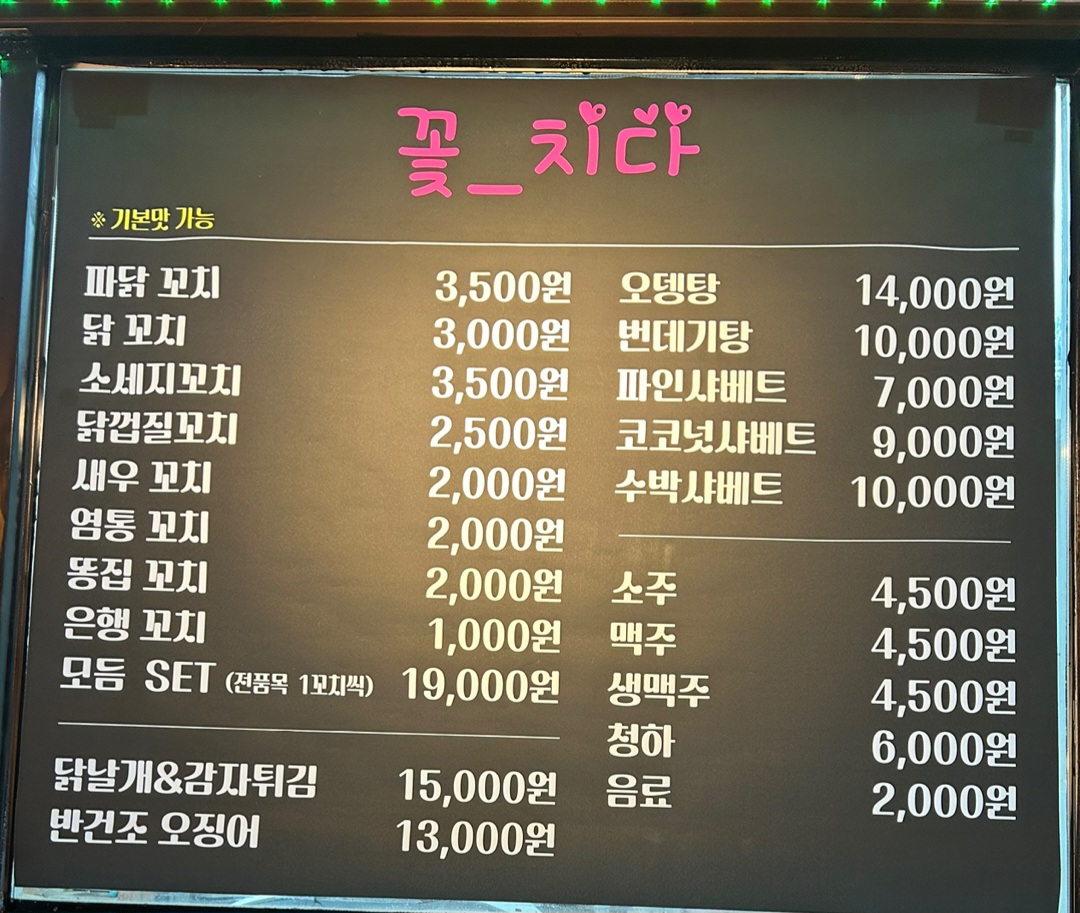 꽃_치다
※ 기본맛 가능
파닭 꼬치 3,500원
닭 꼬치 3,000원
소세지꼬치 3,500원
닭껍질꼬치 2,500원
새우 꼬치 2,000원
염통 꼬치 2,000원
똥집 꼬치 2,000원
은행 꼬치 1,000원
모듬 SET (전품목 1꼬치씩) 19,000원
닭날개&감자튀김 15,000원
반건조 오징어 13,000원
오뎅탕 14,000원
번데기탕 10,000원
파인샤베트 7,000원
코코넛샤베트 9,000원
수박샤베트 10,000원
소주 4,500원
맥주 4,500원
생맥주 4,500원
청하 6,000원
음료 2,000원